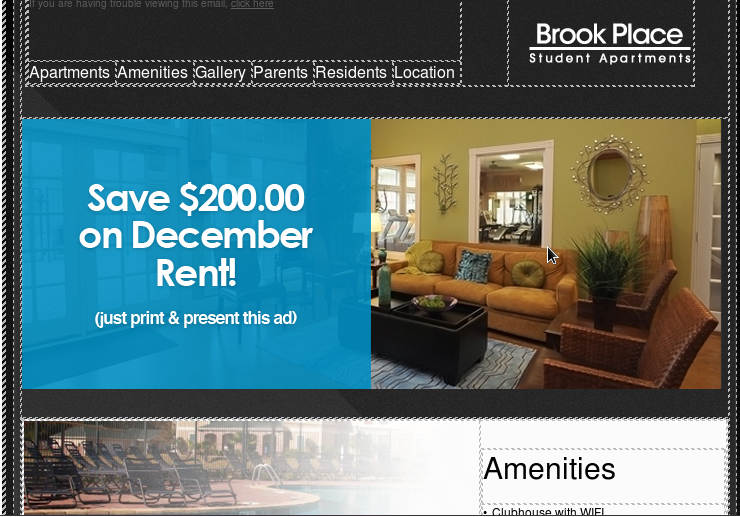 If you are having trouble viewing this email, click here
Brook Place
Student Apartments
Apartments Amenities Gallery Parents Residents Location
Save $200.00
on December
Rent!
(just print & present this ad)
Amenities
• Clubhouse with WIFI